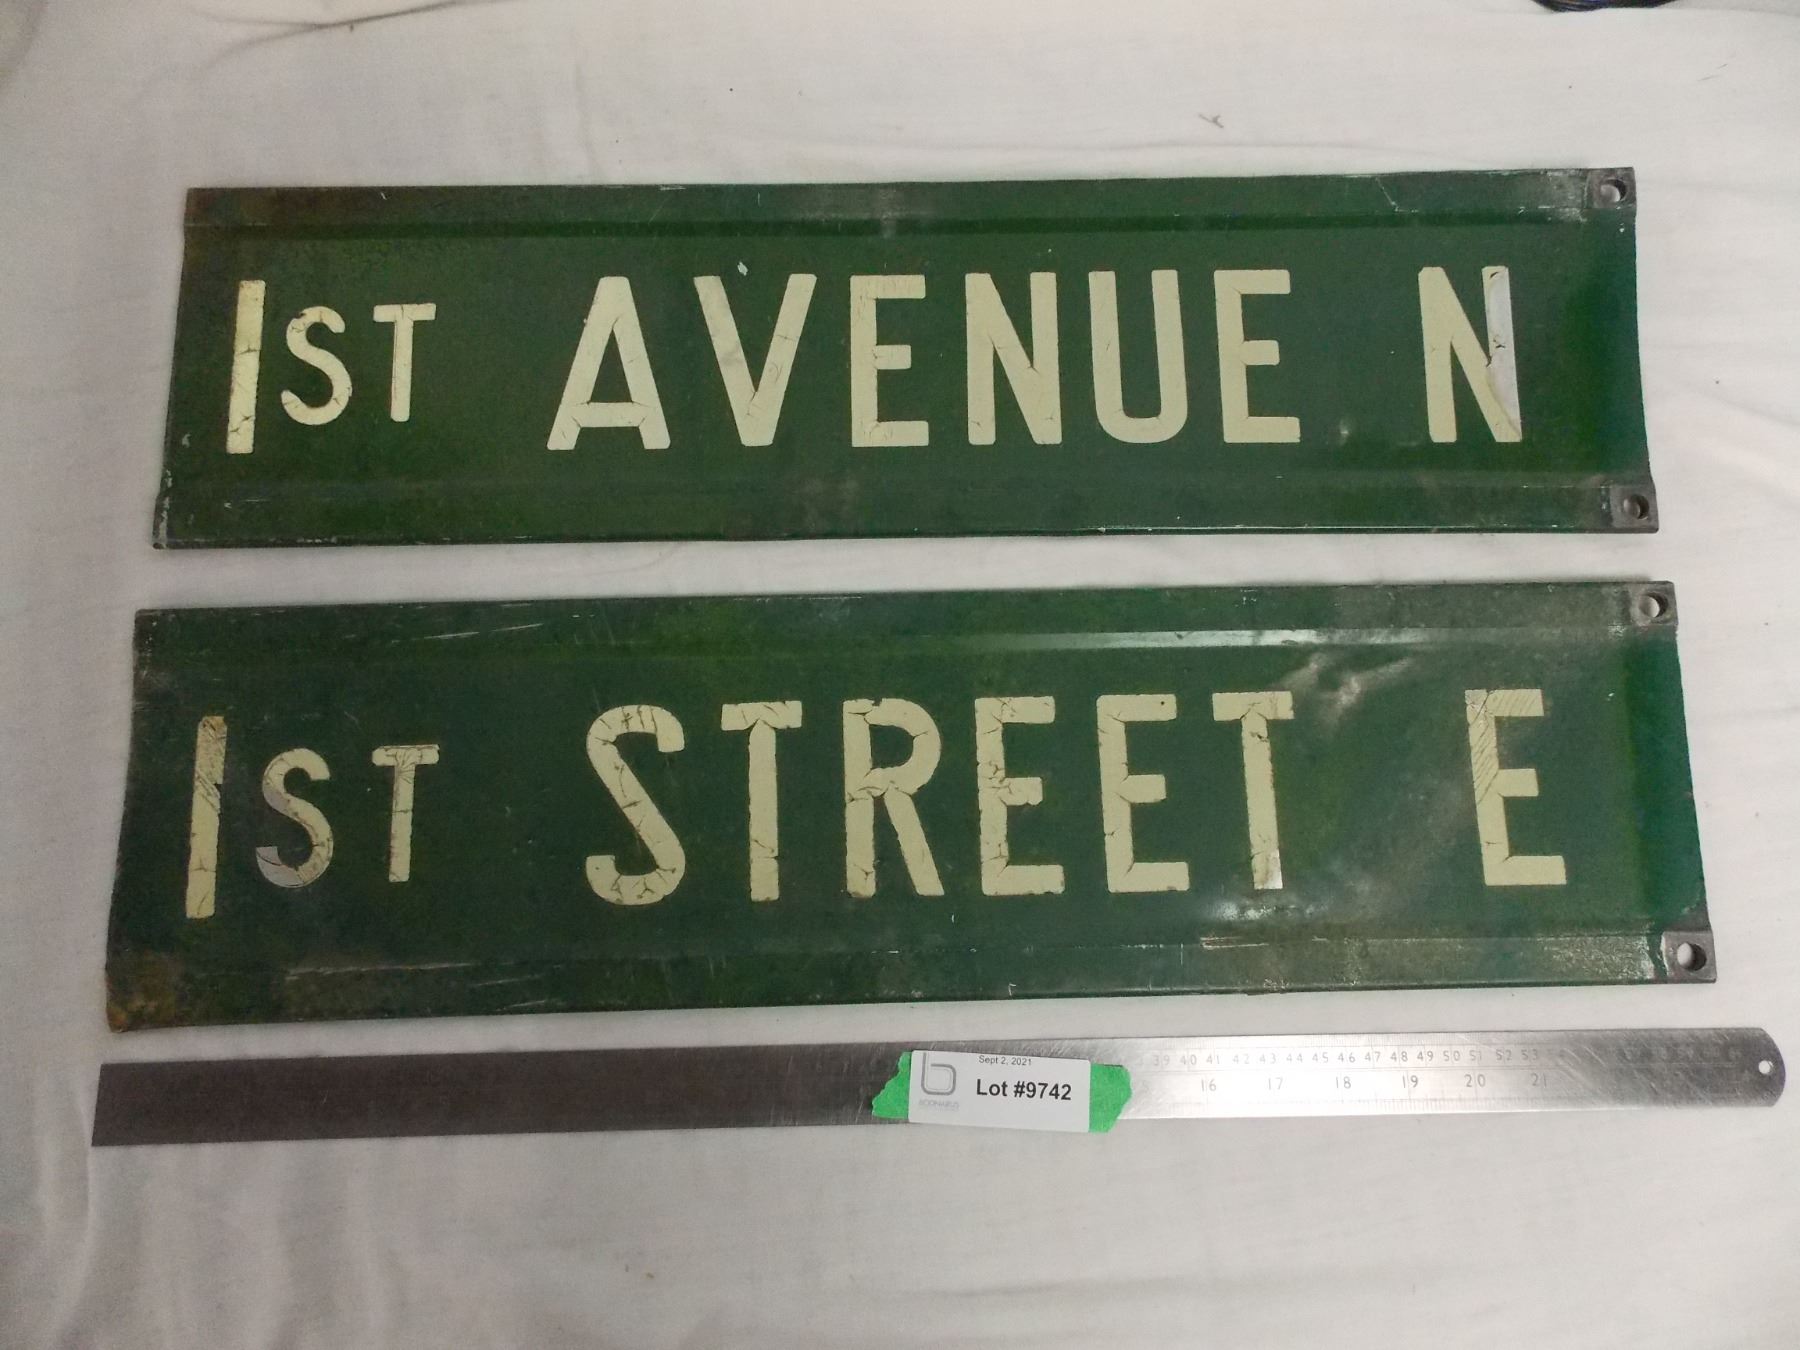 1ST AVENUE N
1ST STREET E
Sept 2, 2021
Lot #9742
39 40 41 42 43 44 45 46 47 48 49 50 51 52 53
16 17 18 19 20 21